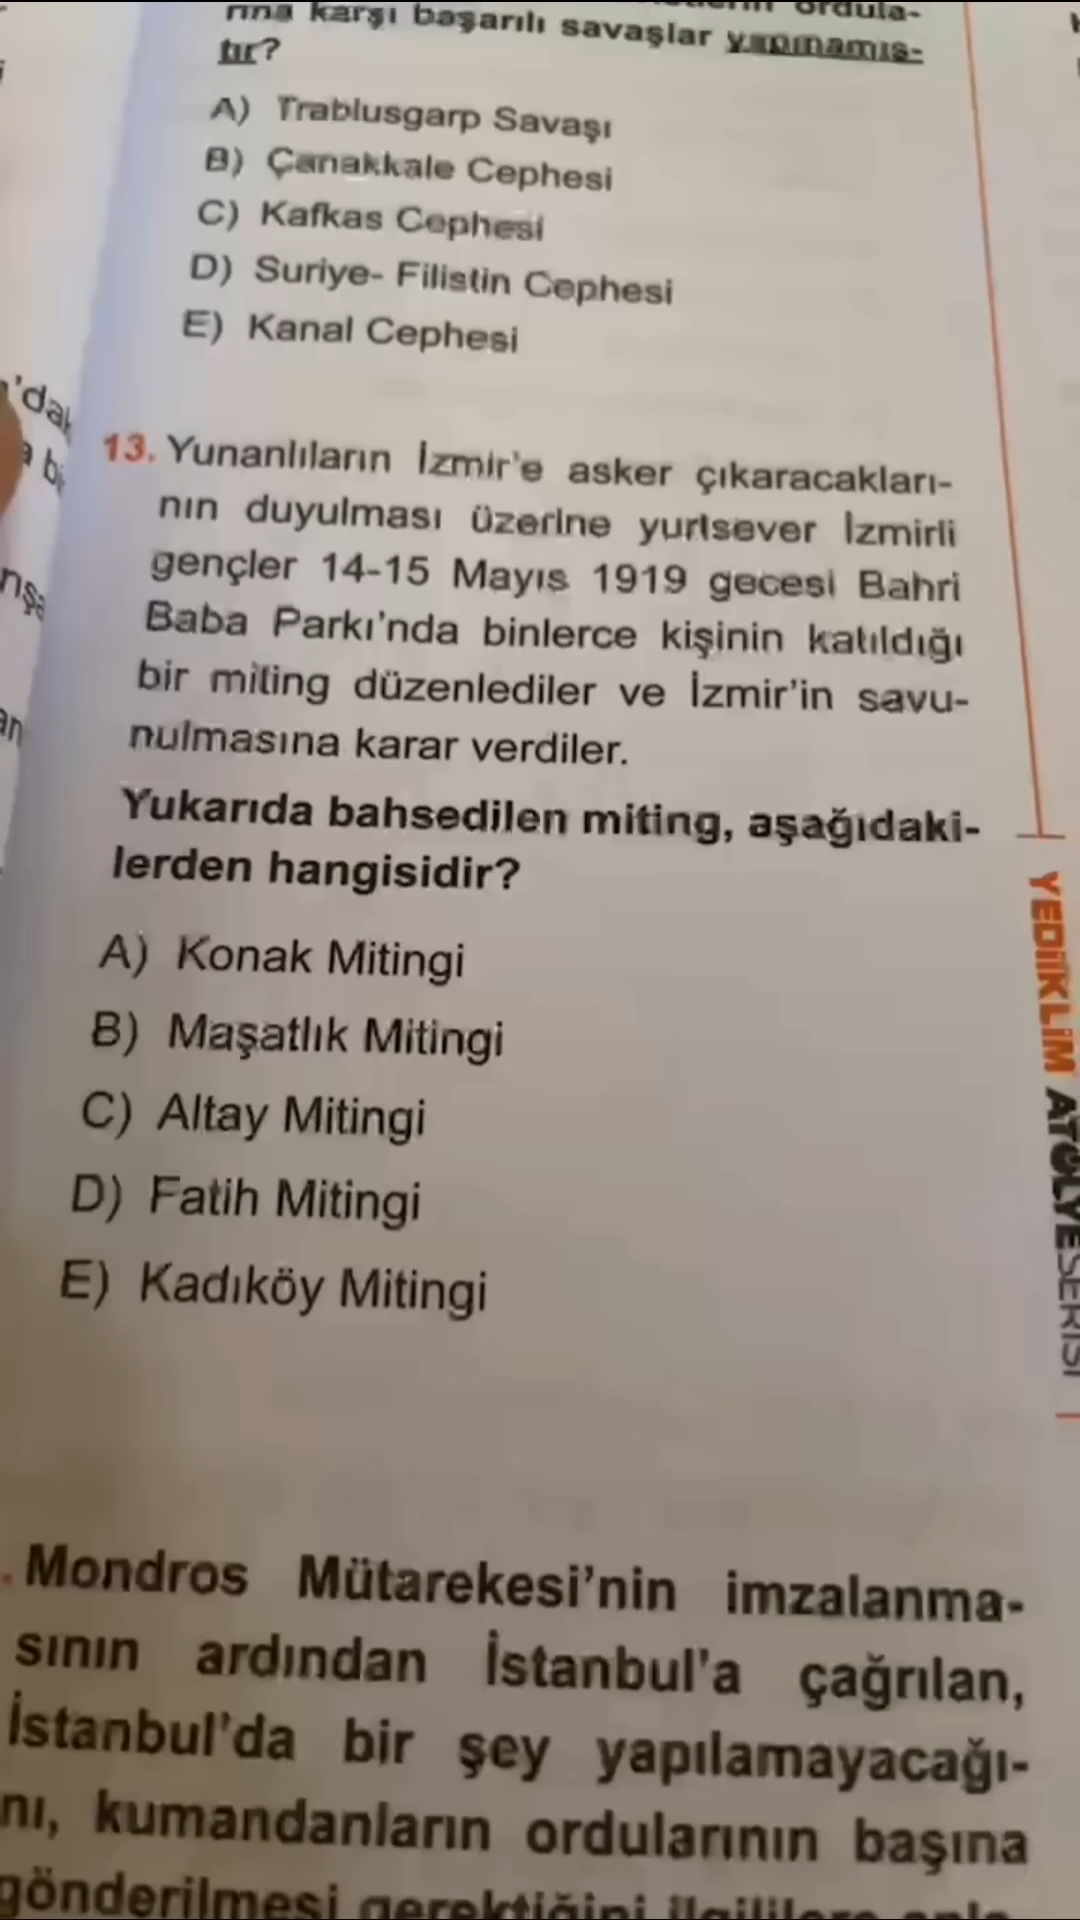 rına karşı başarılı savaşlar yapmamış-
tır?
A) Trablusgarp Savaşı
B) Çanakkale Cephesi
C) Kafkas Cephesi
D) Suriye- Filistin Cephesi
E) Kanal Cephesi
13. Yunanlıların İzmir'e asker çıkaracakları-
nın duyulması üzerine yurtsever İzmirli
gençler 14-15 Mayıs 1919 gecesi Bahri
Baba Parkı'nda binlerce kişinin katıldığı
bir miting düzenlediler ve İzmir'in savu-
nulmasına karar verdiler.
Yukarıda bahsedilen miting, aşağıdaki-
lerden hangisidir?
A) Konak Mitingi
B) Maşatlık Mitingi
C) Altay Mitingi
D) Fatih Mitingi
E) Kadıköy Mitingi
YEDİİKLİM ATÖLYE SERİSİ
Mondros Mütarekesi'nin imzalanma-
sının ardından İstanbul'a çağrılan,
İstanbul'da bir şey yapılamayacağı-
nı, kumandanların ordularının başına
gönderilmesi gerektiğini